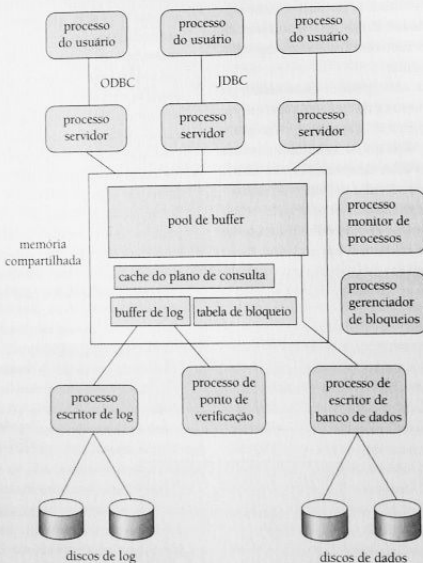 processo
do usuário
processo
do usuário
processo
do usuário
ODBC
JDBC
processo
servidor
processo
servidor
processo
servidor
pool de buffer
processo
monitor de
processos
memória
compartilhada
cache do plano de consulta
processo
gerenciador
de bloqueios
buffer de log
tabela de bloqueio
processo
escritor de log
processo de
ponto de
verificação
processo de
escritor de
banco de dados
discos de log
discos de dados